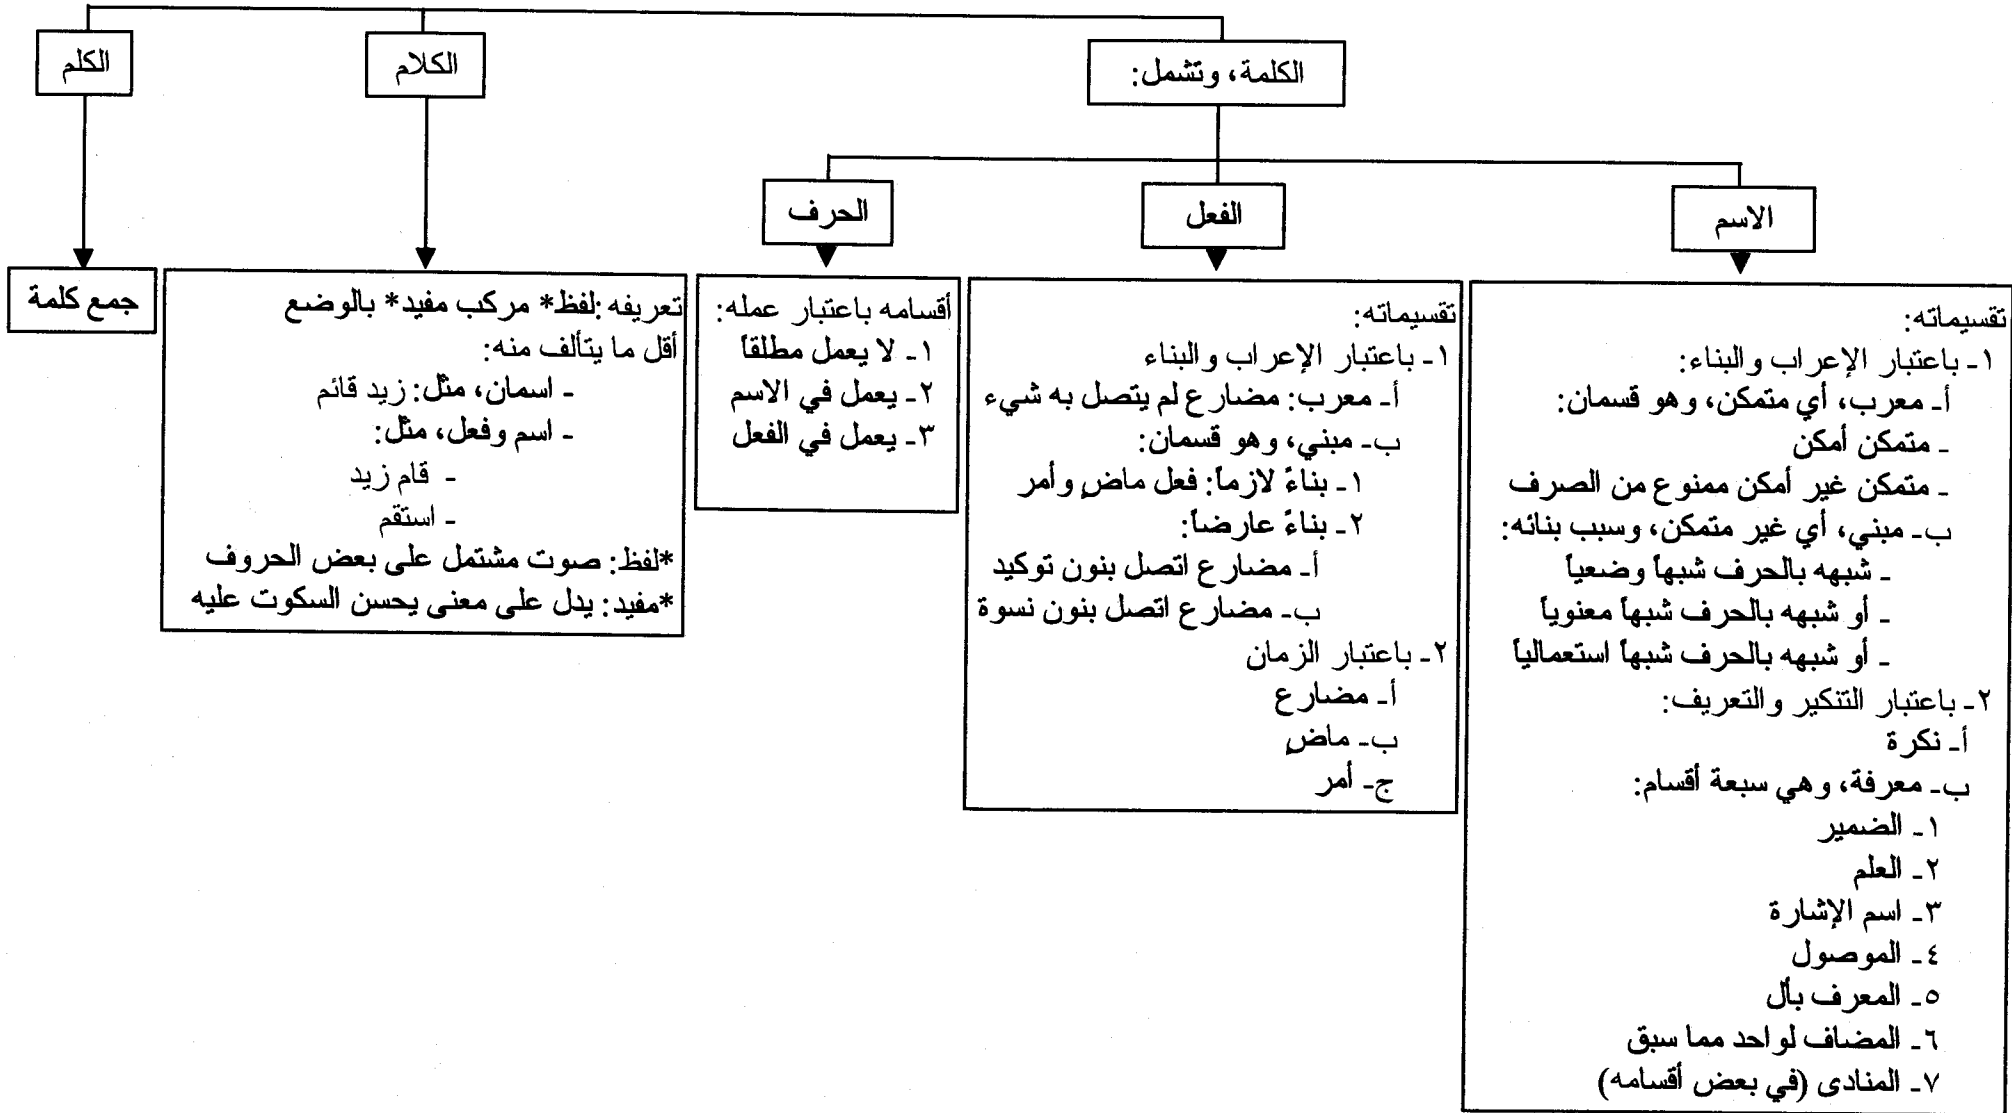 الكلمة، وتشمل:
الكلام
الكلم
الاسم
الفعل
الحرف
تقسيماته:
١- باعتبار الإعراب والبناء:
أ- معرب، أي متمكن، وهو قسمان:
- متمكن أمكن
- متمكن غير أمكن ممنوع من الصرف
ب- مبني، أي غير متمكن، وسبب بنائه:
- شبهه بالحرف شبهاً وضعياً
- أو شبهه بالحرف شبهاً معنوياً
- أو شبهه بالحرف شبهاً استعمالياً
٢- باعتبار التنكير والتعريف:
أ- نكرة
ب- معرفة، وهي سبعة أقسام:
١- الضمير
٢- العلم
٣- اسم الإشارة
٤- الموصول
٥- المعرف بأل
٦- المضاف لواحد مما سبق
٧- المنادى (في بعض أقسامه)
تقسيماته:
١- باعتبار الإعراب والبناء
أ- معرب: مضارع لم يتصل به شيء
ب- مبني، وهو قسمان:
١- بناءً لازماً: فعل ماضٍ وأمر
٢- بناءً عارضاً:
أ- مضارع اتصل بنون توكيد
ب- مضارع اتصل بنون نسوة
٢- باعتبار الزمان
أ- مضارع
ب- ماضٍ
ج- أمر
أقسامه باعتبار عمله:
١- لا يعمل مطلقاً
٢- يعمل في الاسم
٣- يعمل في الفعل
تعريفه :لفظ* مركب مفيد* بالوضع
أقل ما يتألف منه:
- اسمان، مثل: زيد قائم
- اسم وفعل، مثل:
- قام زيد
- استقم
*لفظ: صوت مشتمل على بعض الحروف
*مفيد: يدل على معنى يحسن السكوت عليه
جمع كلمة